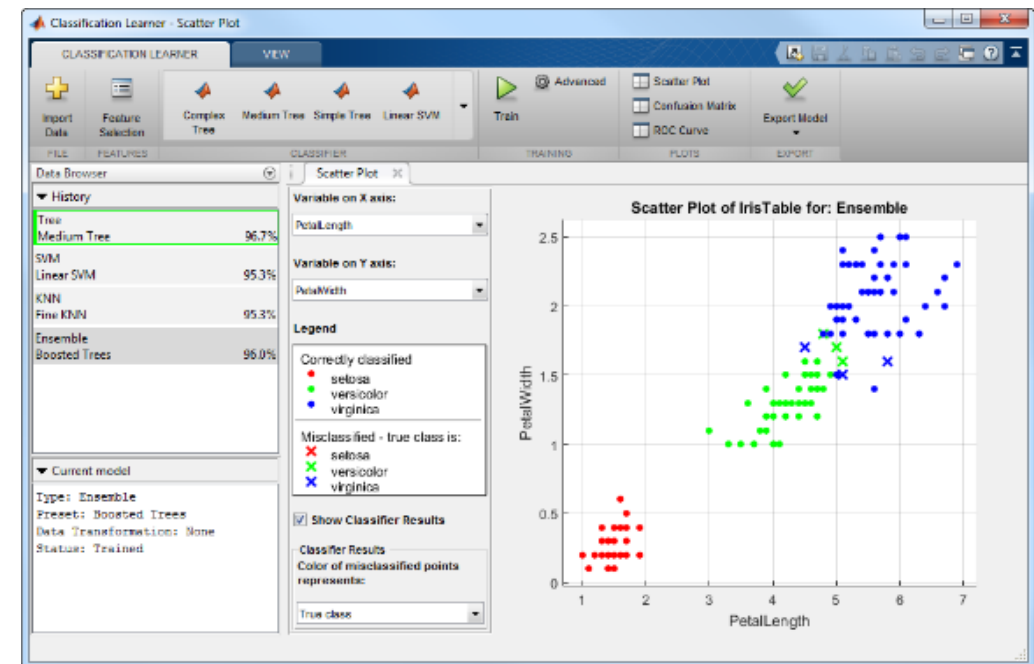 Classification Learner - Scatter Plot
CLASSIFICATION LEARNER
VIEW
Import Data
Feature Selection
Complex Tree
Medium Tree
Simple Tree
Linear SVM
Train
Advanced
Scatter Plot
Confusion Matrix
ROC Curve
Export Model
FILE
FEATURES
CLASSIFIER
TRAINING
PLOTS
EXPORT
Data Browser
History
Tree
Medium Tree 96.7%
SVM
Linear SVM 95.3%
KNN
Fine KNN 95.3%
Ensemble
Boosted Trees 96.0%
Current model
Type: Ensemble
Preset: Boosted Trees
Data Transformation: None
Status: Trained
Scatter Plot
Variable on X axis:
PetalLength
Variable on Y axis:
PetalWidth
Legend
Correctly classified
setosa
versicolor
virginica
Misclassified - true class is:
setosa
versicolor
virginica
Show Classifier Results
Classifier Results
Color of misclassified points
represents:
True class
Scatter Plot of IrisTable for: Ensemble
2.5
2
1.5
1
0.5
0
PetalWidth
1 2 3 4 5 6 7
PetalLength